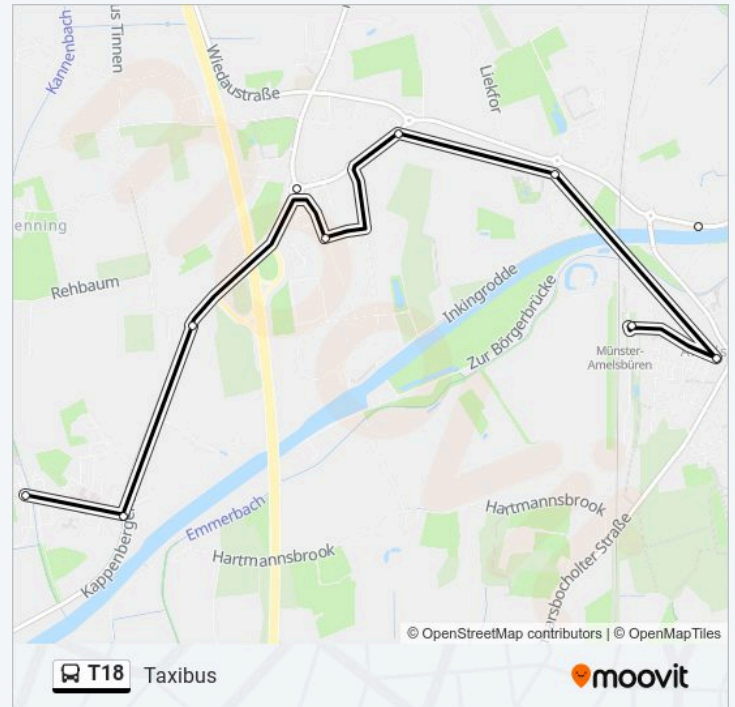 Kannenbach
us Tinnen
Wiedaustraße
Liekfor
enning
Rehbaum
Inkingrodde
Zur Börgerbrücke
Münster-
Amelsbüren
Emmerbach
Hartmannsbrook
Hartmannsbrook
Kappenberge
orsbocholter Straße
© OpenStreetMap contributors | © OpenMapTiles
T18 Taxibus
moovit